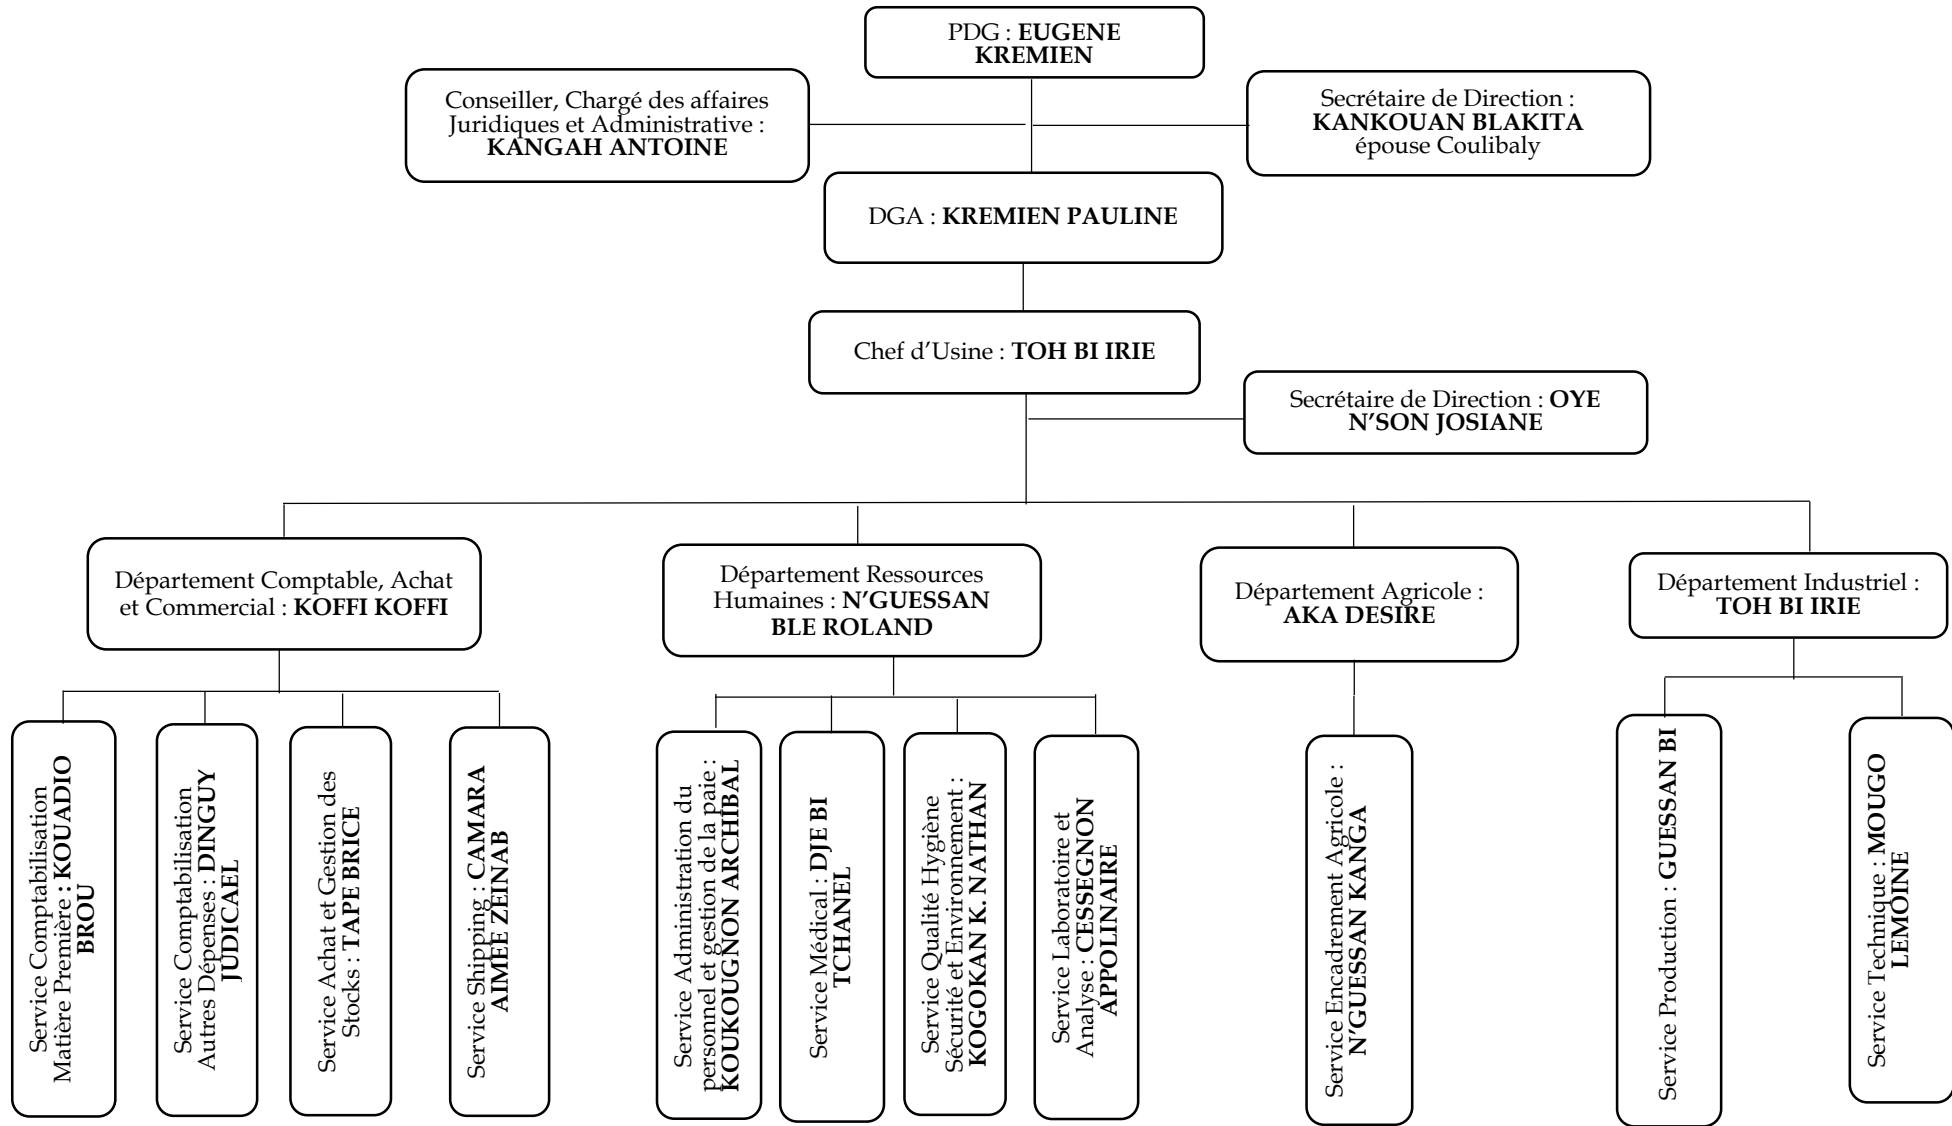 PDG : EUGENE
KREMIEN
Conseiller, Chargé des affaires
Juridiques et Administrative :
KANGAH ANTOINE
Secrétaire de Direction :
KANKOUAN BLAKITA
épouse Coulibaly
DGA : KREMIEN PAULINE
Chef d’Usine : TOH BI IRIE
Secrétaire de Direction : OYE
N’SON JOSIANE
Département Comptable, Achat
et Commercial : KOFFI KOFFI
Département Ressources
Humaines : N’GUESSAN
BLE ROLAND
Département Agricole :
AKA DESIRE
Département Industriel :
TOH BI IRIE
Service Comptabilisation
Matière Première : KOUADIO
BROU
Service Comptabilisation
Autres Dépenses : DINGUY
JUDICAEL
Service Achat et Gestion des
Stocks : TAPE BRICE
Service Shipping : CAMARA
AIMEE ZEINAB
Service Administration du
personnel et gestion de la paie :
KOUKOUGNON ARCHIBAL
Service Médical : DJE BI
TCHANEL
Service Qualité Hygiène
Sécurité et Environnement :
KOGOKAN K. NATHAN
Service Laboratoire et
Analyse : CESSEGNON
APPOLINAIRE
Service Encadrement Agricole :
N’GUESSAN KANGA
Service Production : GUESSAN BI
Service Technique : MOUGO
LEMOINE